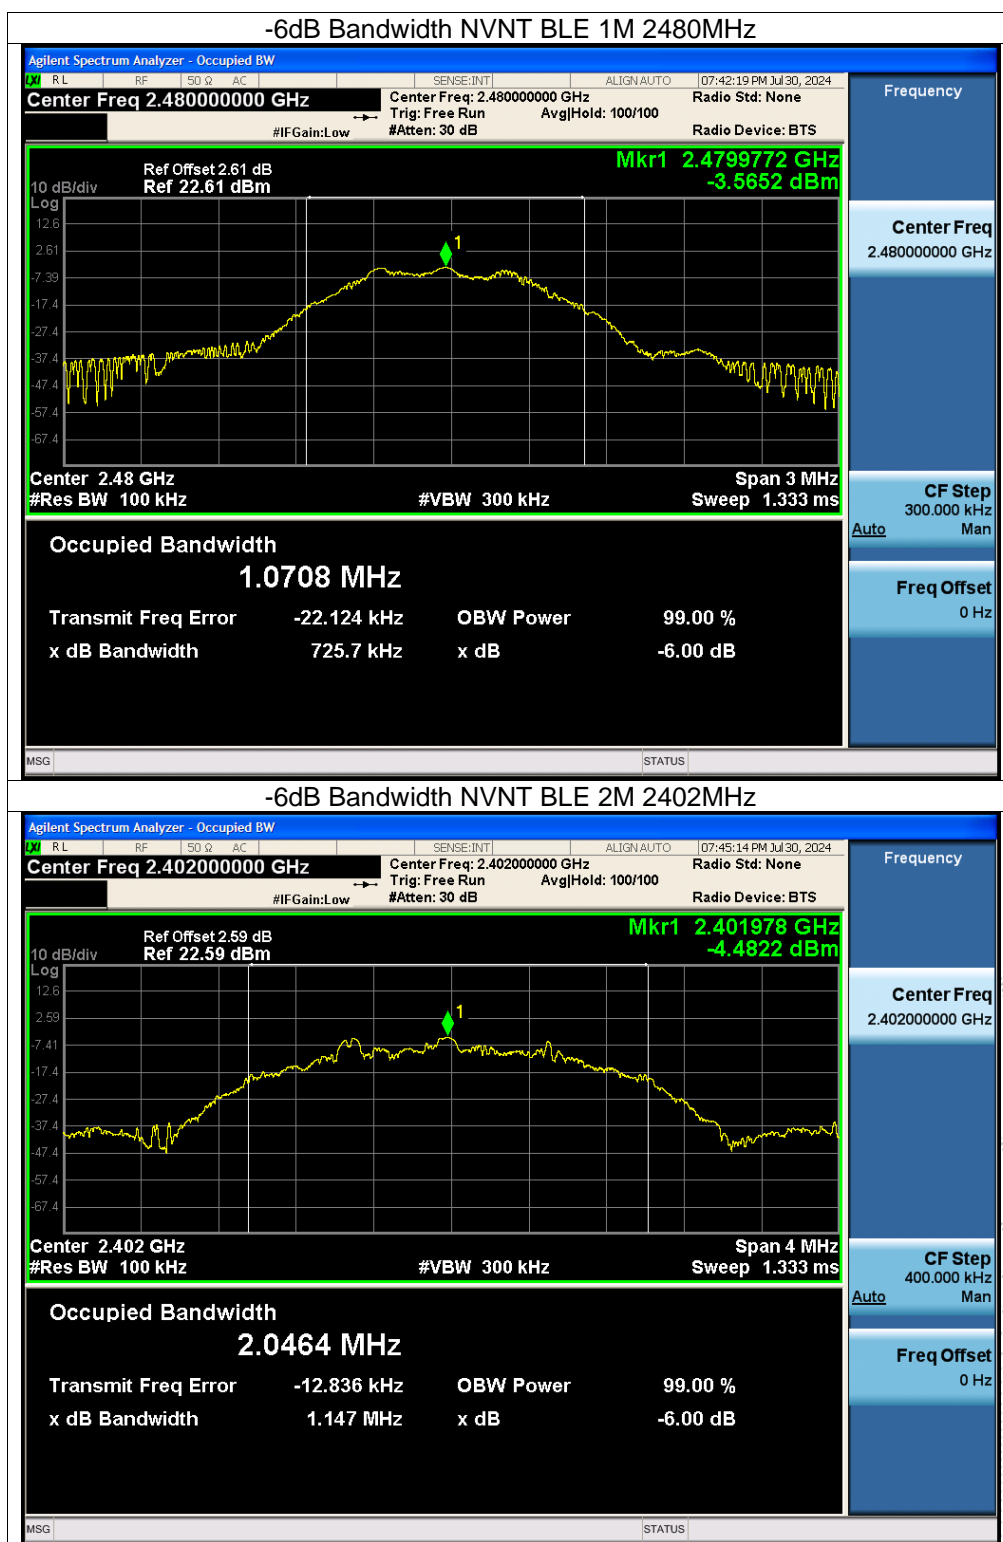 -6dB Bandwidth NVNT BLE 1M 2480MHz
Agilent Spectrum Analyzer - Occupied BW
LXI RL RF 50 Ω AC SENSE:INT ALIGN AUTO 07:42:19 PM Jul 30, 2024
Center Freq 2.480000000 GHz
Center Freq: 2.480000000 GHz Radio Std: None
Trig: Free Run Avg|Hold: 100/100
#IFGain:Low #Atten: 30 dB Radio Device: BTS
Frequency
Mkr1 2.4799772 GHz
-3.5652 dBm
Ref Offset 2.61 dB
10 dB/div Ref 22.61 dBm
Log
12.6
2.61
-7.39
-17.4
-27.4
-37.4
-47.4
-57.4
-67.4
1
Center 2.48 GHz Span 3 MHz
#Res BW 100 kHz #VBW 300 kHz Sweep 1.333 ms
Center Freq
2.480000000 GHz
CF Step
300.000 kHz
Auto Man
Freq Offset
0 Hz
Occupied Bandwidth
1.0708 MHz
Transmit Freq Error -22.124 kHz OBW Power 99.00 %
x dB Bandwidth 725.7 kHz x dB -6.00 dB
MSG STATUS
-6dB Bandwidth NVNT BLE 2M 2402MHz
Agilent Spectrum Analyzer - Occupied BW
LXI RL RF 50 Ω AC SENSE:INT ALIGN AUTO 07:45:14 PM Jul 30, 2024
Center Freq 2.402000000 GHz
Center Freq: 2.402000000 GHz Radio Std: None
Trig: Free Run Avg|Hold: 100/100
#IFGain:Low #Atten: 30 dB Radio Device: BTS
Frequency
Mkr1 2.401978 GHz
-4.4822 dBm
Ref Offset 2.59 dB
10 dB/div Ref 22.59 dBm
Log
12.6
2.59
-7.41
-17.4
-27.4
-37.4
-47.4
-57.4
-67.4
1
Center 2.402 GHz Span 4 MHz
#Res BW 100 kHz #VBW 300 kHz Sweep 1.333 ms
Center Freq
2.402000000 GHz
CF Step
400.000 kHz
Auto Man
Freq Offset
0 Hz
Occupied Bandwidth
2.0464 MHz
Transmit Freq Error -12.836 kHz OBW Power 99.00 %
x dB Bandwidth 1.147 MHz x dB -6.00 dB
MSG STATUS